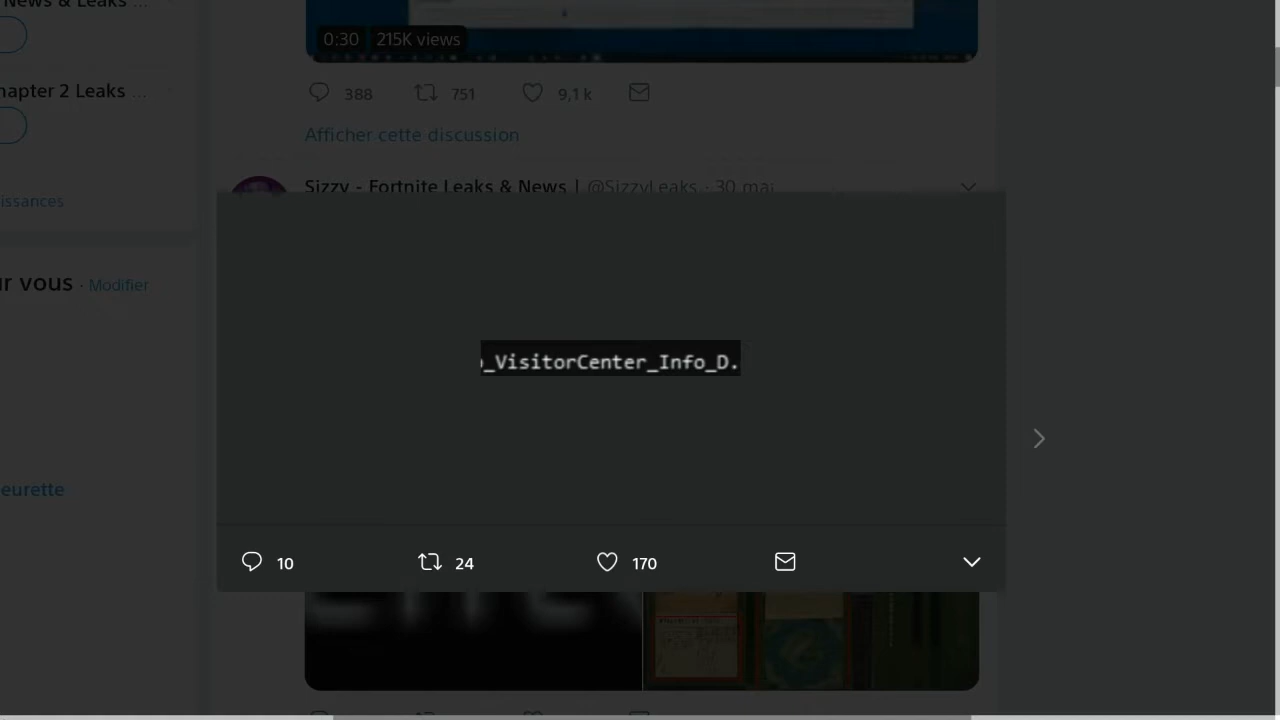 News & Leaks ...
0:30 215K views
hapter 2 Leaks ...
388 751 9,1 k
Afficher cette discussion
Sizzy - Fortnite Leaks & News | @SizzyLeaks · 30 mai
issances
ur vous · Modifier
_VisitorCenter_Info_D.
eurette
10 24 170